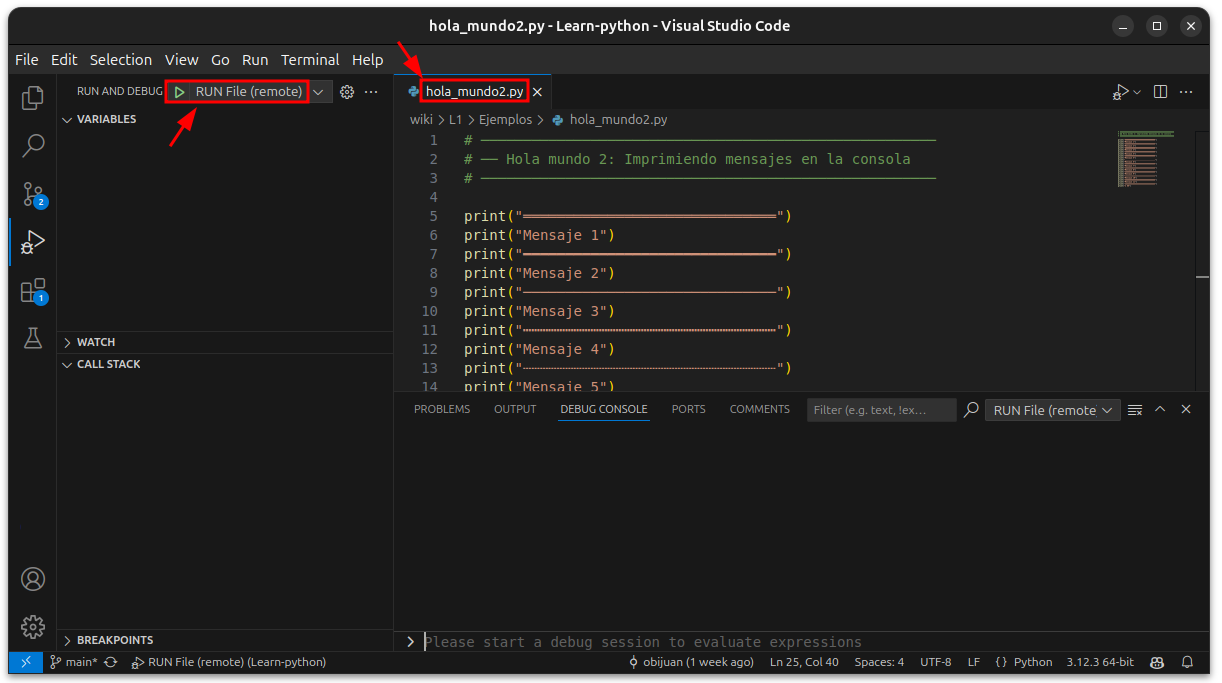 hola_mundo2.py - Learn-python - Visual Studio Code
File Edit Selection View Go Run Terminal Help
RUN AND DEBUG RUN File (remote)
VARIABLES
WATCH
CALL STACK
BREAKPOINTS
hola_mundo2.py
wiki > L1 > Ejemplos > hola_mundo2.py
1 # ──────────────────────────────────────────────────────
2 # ── Hola mundo 2: Imprimiendo mensajes en la consola
3 # ──────────────────────────────────────────────────────
4
5 print("══════════════════════════════")
6 print("Mensaje 1")
7 print("━━━━━━━━━━━━━━━━━━━━━━━━━━━━━━")
8 print("Mensaje 2")
9 print("──────────────────────────────")
10 print("Mensaje 3")
11 print("┅┅┅┅┅┅┅┅┅┅┅┅┅┅┅┅┅┅┅┅┅┅┅┅┅┅┅┅┅┅")
12 print("Mensaje 4")
13 print("┄┄┄┄┄┄┄┄┄┄┄┄┄┄┄┄┄┄┄┄┄┄┄┄┄┄┄┄┄┄")
14 print("Mensaje 5")
PROBLEMS OUTPUT DEBUG CONSOLE PORTS COMMENTS Filter (e.g. text, !ex... RUN File (remote
> Please start a debug session to evaluate expressions
main* RUN File (remote) (Learn-python) obijuan (1 week ago) Ln 25, Col 40 Spaces: 4 UTF-8 LF {} Python 3.12.3 64-bit
2
1